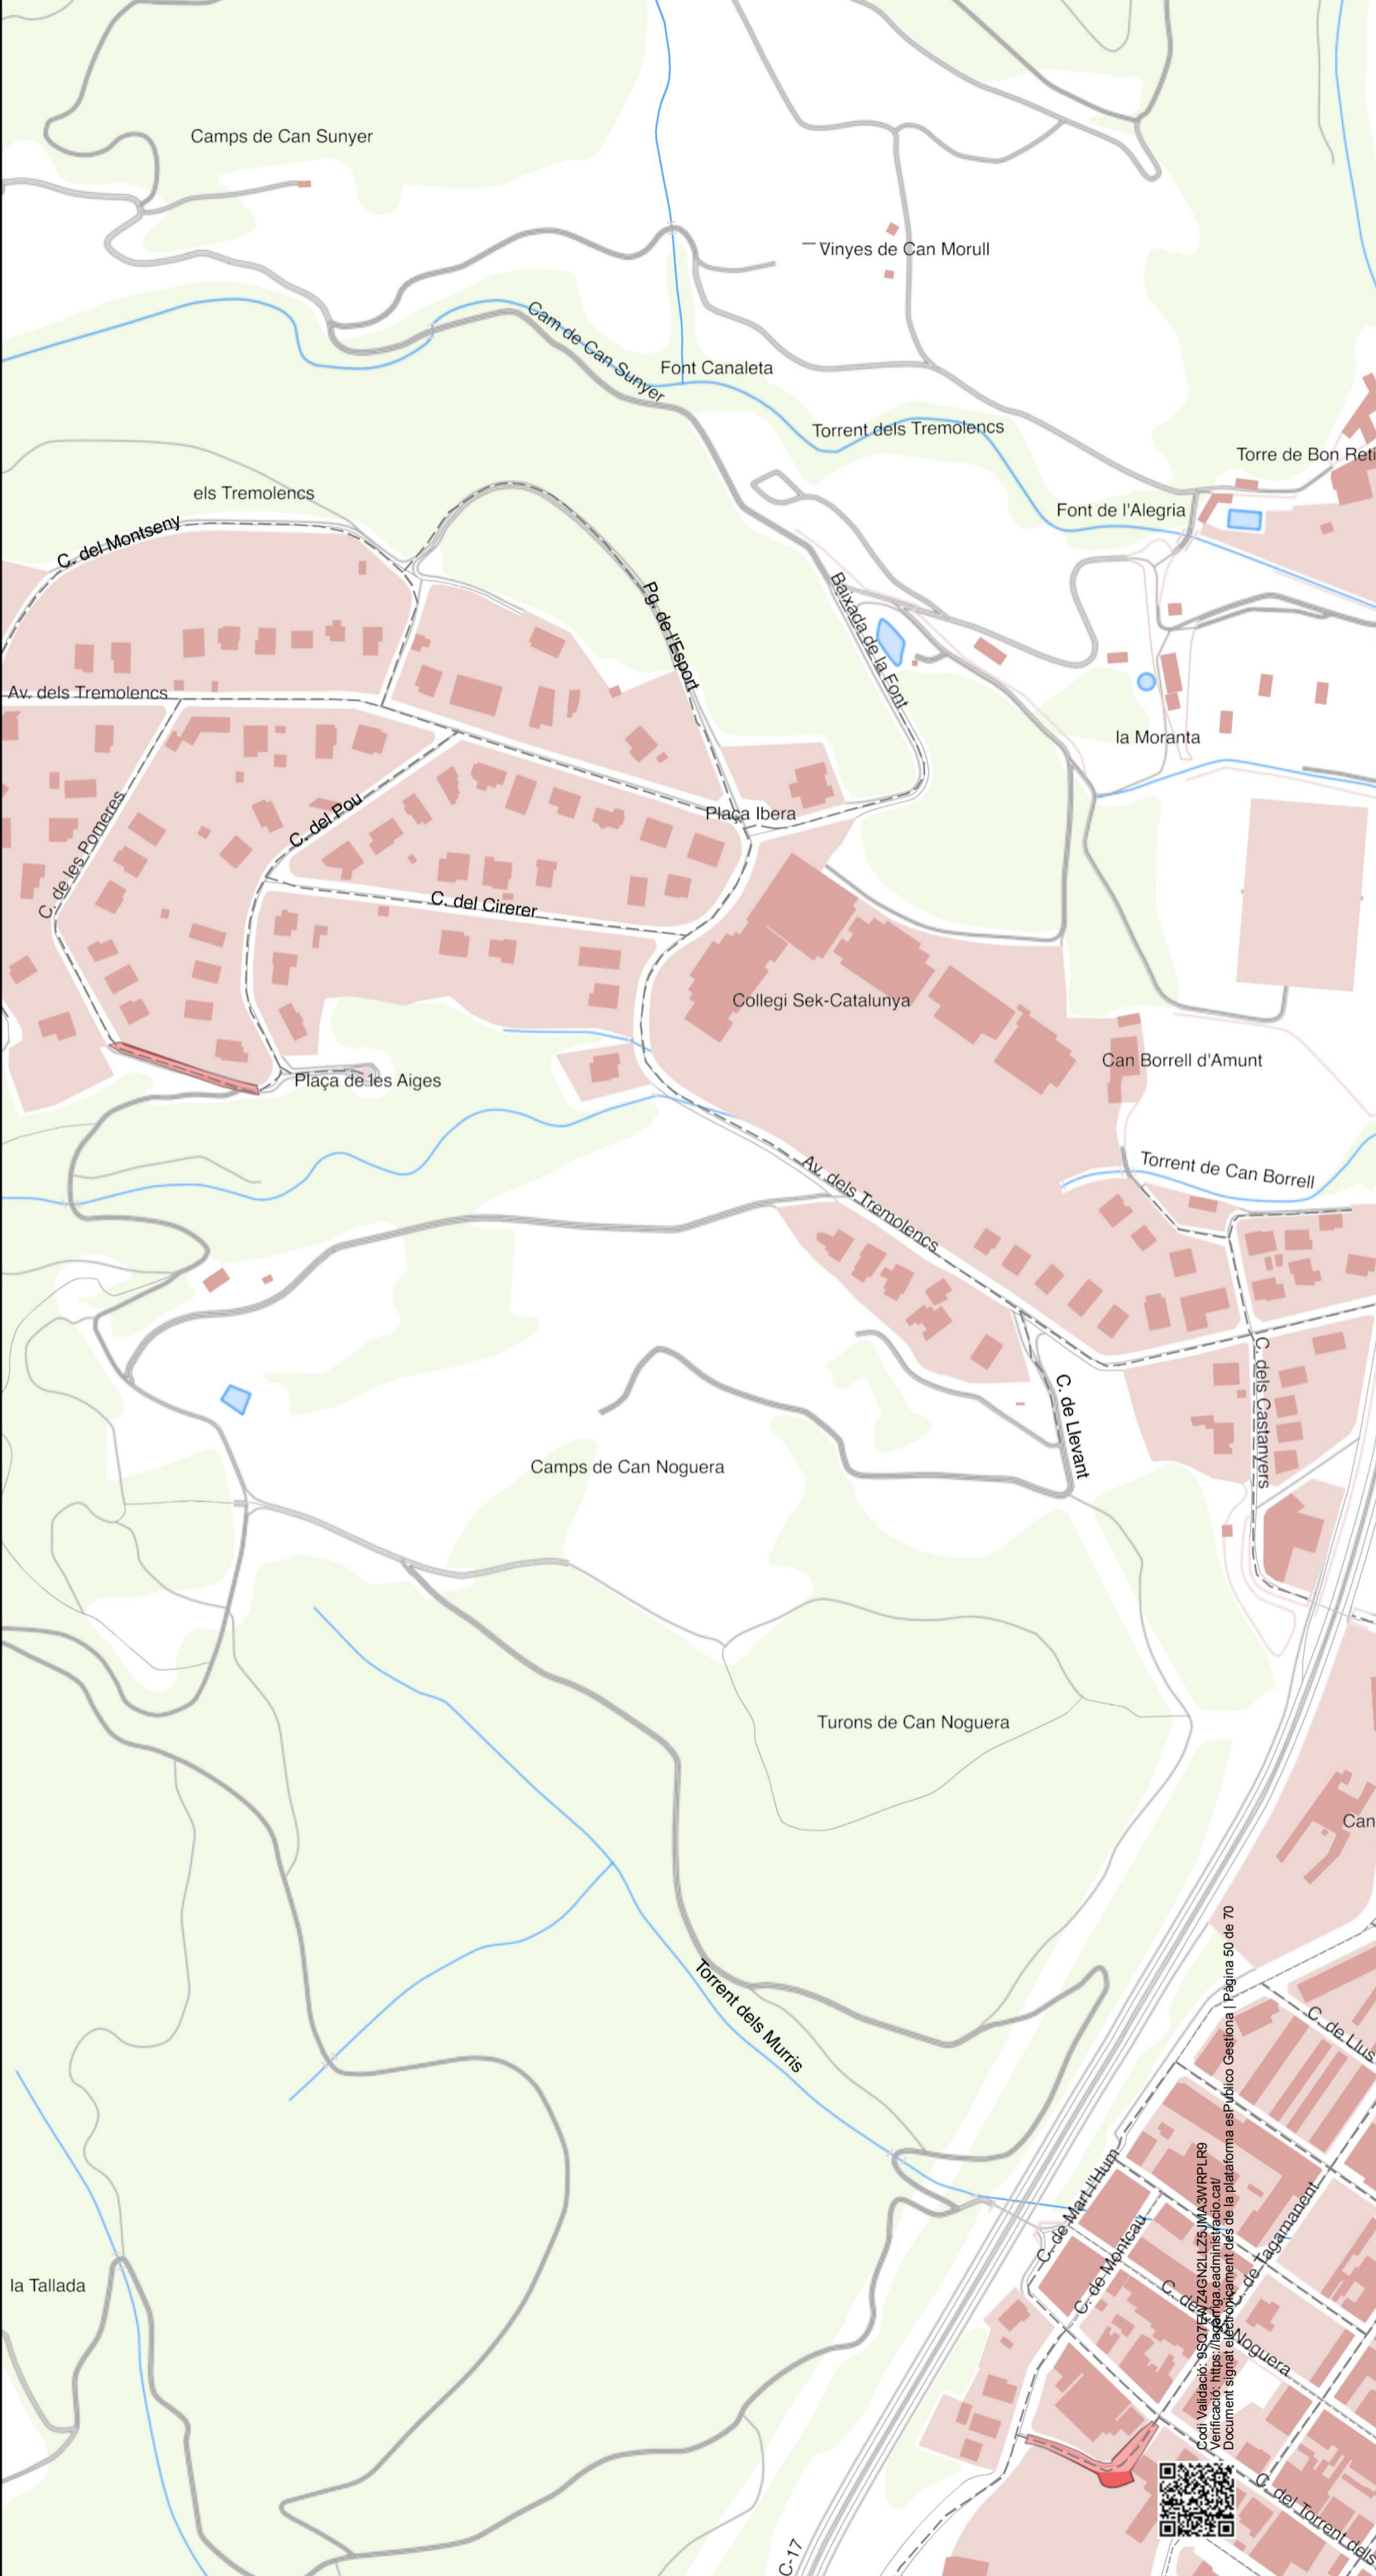 Camps de Can Sunyer
Vinyes de Can Morull
Cam de Can Sunyer
Font Canaleta
Torrent dels Tremolencs
Torre de Bon Reti
els Tremolencs
Font de l'Alegria
C. del Montseny
Pg. de l'Esport
Baixada de la Font
Av. dels Tremolencs
la Moranta
Plaça Ibera
C. de les Pomeres
C. del Pou
C. del Cirerer
Collegi Sek-Catalunya
Can Borrell d'Amunt
Plaça de les Aiges
Torrent de Can Borrell
Av. dels Tremolencs
C. dels Castanyers
C. de Llevant
Camps de Can Noguera
Turons de Can Noguera
Can
Torrent dels Murris
C. de Llus
C. de Mart l'Hum
C. de Montcau
C. de Tagamanent
la Tallada
C. de
Noguera
C. del Torrent dels
C-17
Codi Validació: 9SQ7EWZ4GN2LLZ5JMA3WRPLR9
Verificació: https://lagarriga.eadministracio.cat/
Document signat electrònicament des de la plataforma esPublico Gestiona | Pàgina 50 de 70